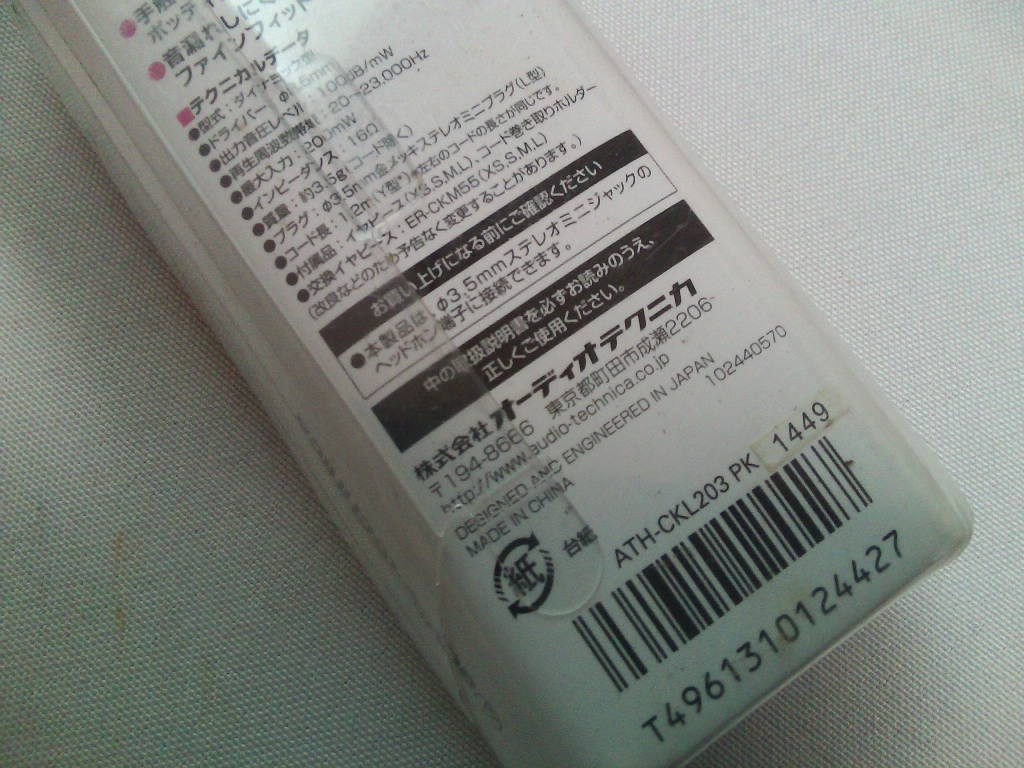 手触
ボディ
音漏れしにく
ファインフィッ
■テクニカルデータ
●型式：ダイナミック型
●ドライバー：φ8.5mm
●出力音圧レベル：100dB/mW
●再生周波数帯域：20~23,000Hz
●最大入力：200mW
●インピーダンス：16Ω
●質量：約3.5g(コード除く)
●プラグ：φ3.5mm金メッキステレオミニプラグ(L型)
●コード長：1.2m(Y型*)*左右のコードの長さが同じです。
●付属品：イヤピース(XS,S,M,L)、コード巻き取りホルダー
●交換イヤピース：ER-CKM55(XS,S,M,L)
(改良などのため予告なく変更することがあります。)
お買い上げになる前にご確認ください
●本製品は、φ3.5mmステレオミニジャックの
ヘッドホン端子に接続できます。
中の取扱説明書を必ずお読みのうえ、
正しくご使用ください。
株式会社オーディオテクニカ
〒194-8666 東京都町田市成瀬2206
http://www.audio-technica.co.jp
DESIGNED AND ENGINEERED IN JAPAN
MADE IN CHINA 102440570
紙 台紙
ATH-CKL203 PK 1449
T4961310124427